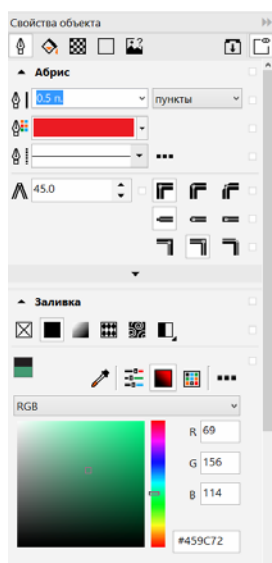 Свойства объекта
Абрис
0.5 п.
пункты
45.0
Заливка
RGB
R 69
G 156
B 114
#459C72